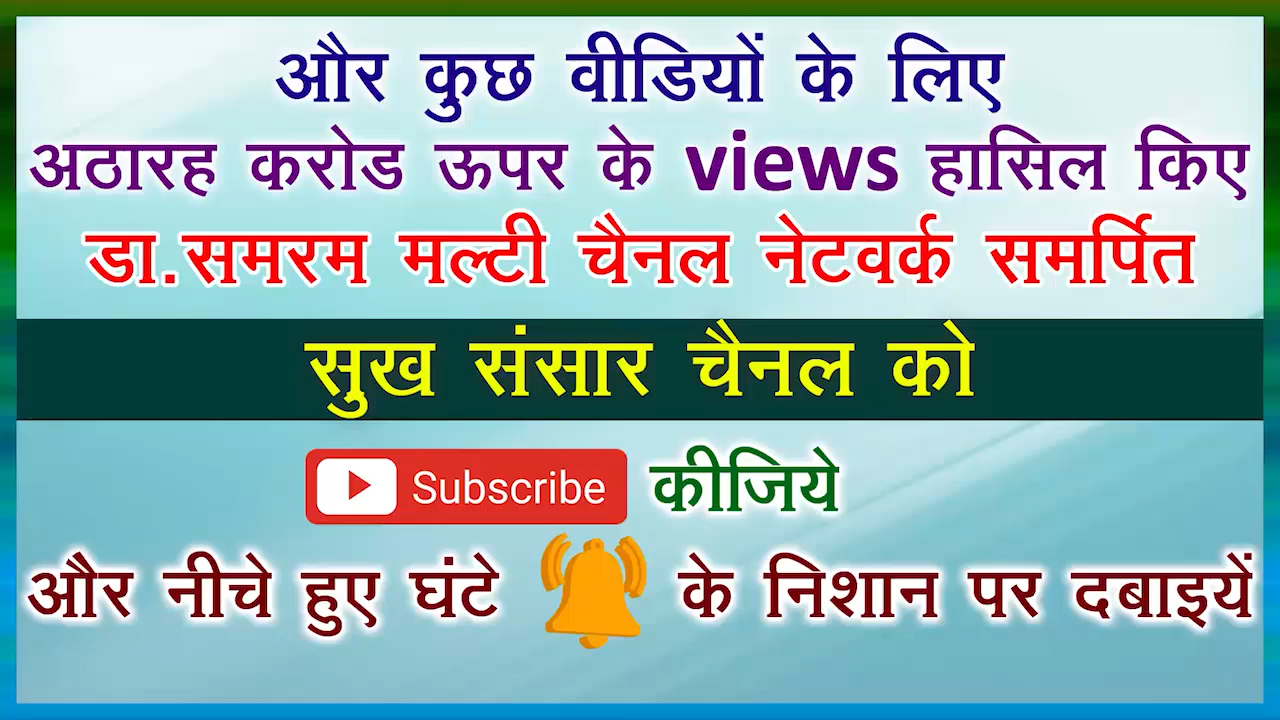 और कुछ वीडियों के लिए
अठारह करोड ऊपर के views हासिल किए
डा.समरम मल्टी चैनल नेटवर्क समर्पित
सुख संसार चैनल को
Subscribe कीजिये
और नीचे हुए घंटे के निशान पर दबाइयें